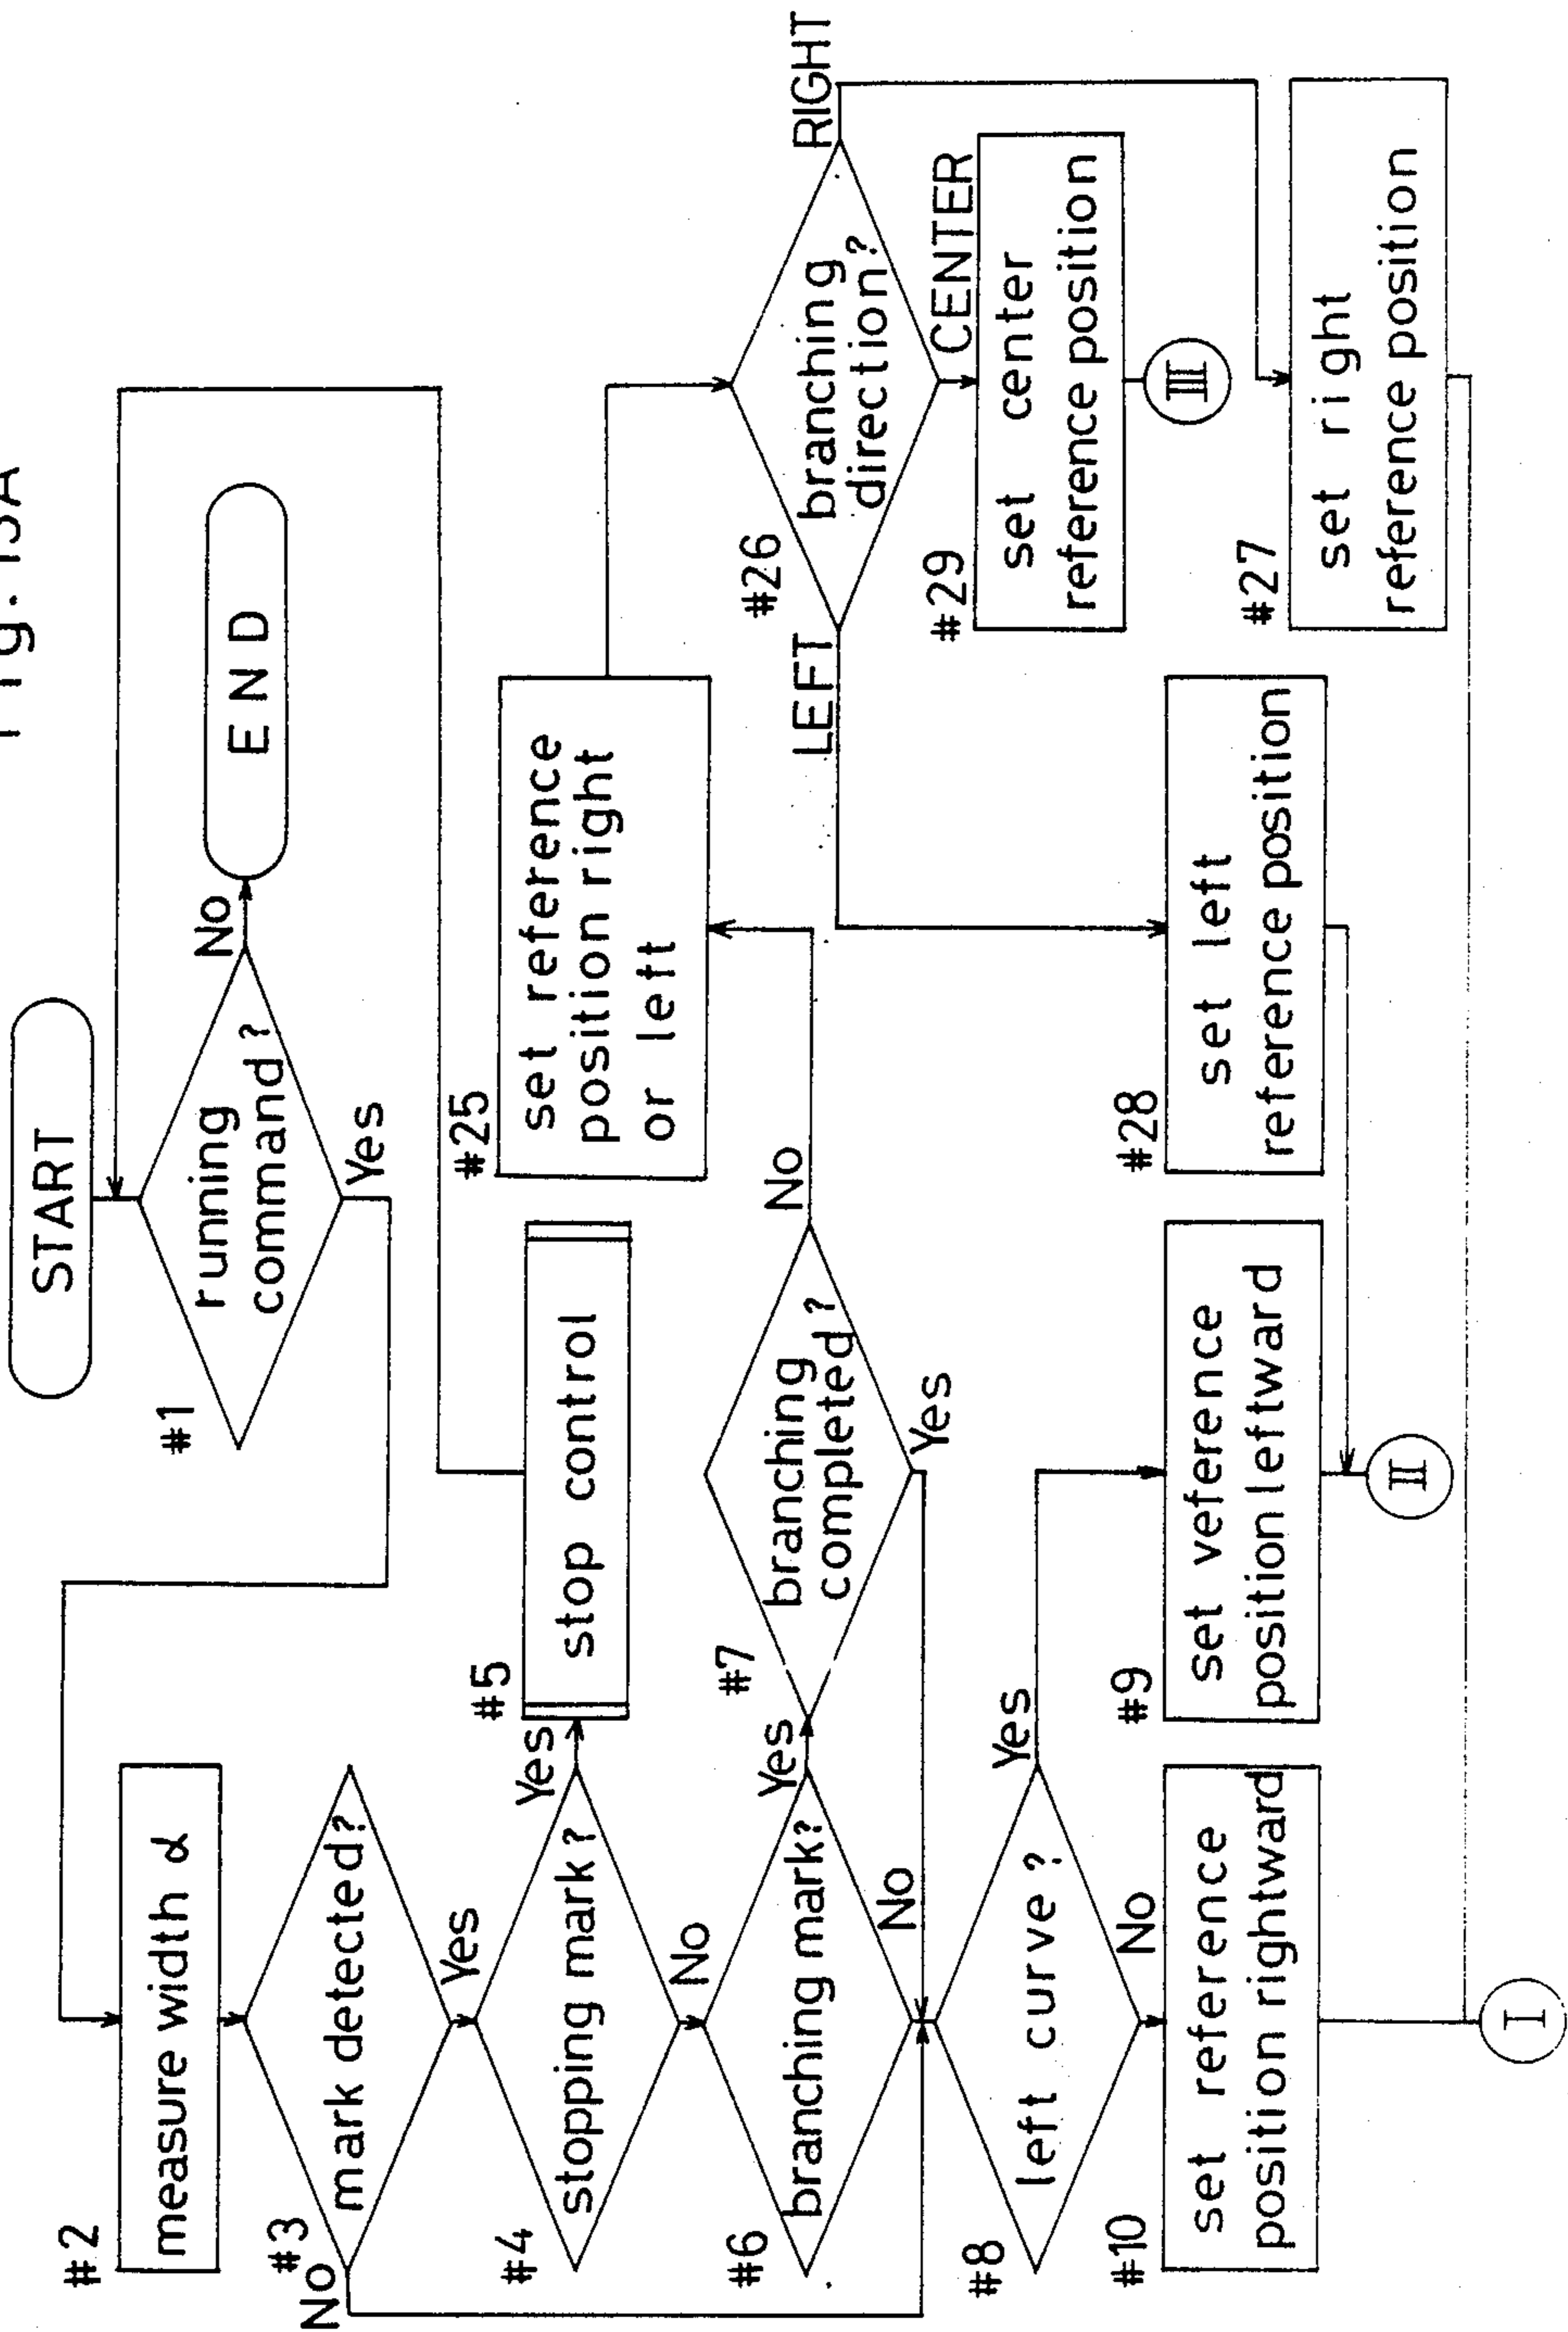 START
#1
running
command?
No
END
Yes
#2
measure width α
#3
mark detected?
No
Yes
#4
stopping mark?
Yes
#5
stop control
No
#6
branching mark?
Yes
No
#7
branching
completed?
No
Yes
#25
set reference
position right
or left
#26
branching
direction?
LEFT
RIGHT
CENTER
#8
left curve?
Yes
No
#9
set veference
position leftward
#10
set reference
position rightward
#28
set left
reference position
#29
set center
reference position
#27
set right
reference position
I
II
III